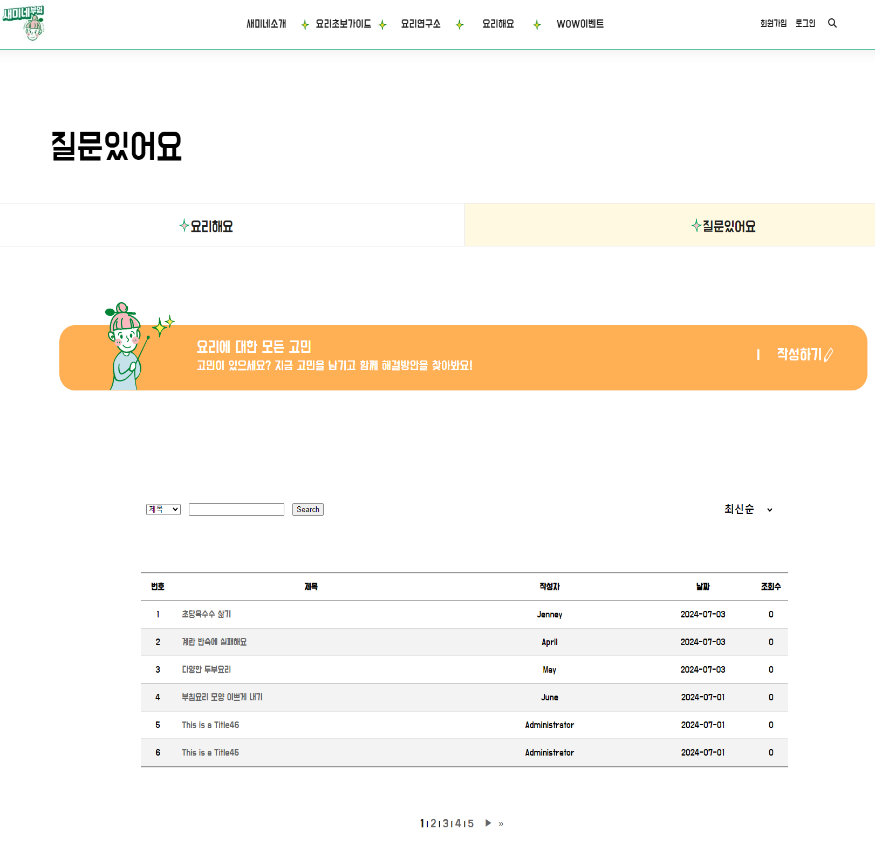 새미네부엌
새미네소개 요리초보가이드 요리연구소 요리해요 WOW이벤트 회원가입 로그인
질문있어요
요리해요 질문있어요
요리에 대한 모든 고민
고민이 있으세요? 지금 고민을 남기고 함께 해결방안을 찾아봐요!
작성하기
제목 Search 최신순
번호 제목 작성자 날짜 조회수
1 초당옥수수 삶기 Jenney 2024-07-03 0
2 계란 반숙에 실패해요 April 2024-07-03 0
3 다양한 두부요리 May 2024-07-03 0
4 부침요리 모양 이쁘게 내기 June 2024-07-01 0
5 This is a Title46 Administrator 2024-07-01 0
6 This is a Title45 Administrator 2024-07-01 0
1 2 3 4 5 ▶ »